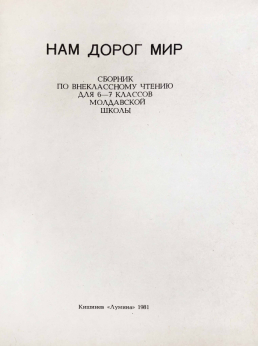 НАМ ДОРОГ МИР
СБОРНИК
ПО ВНЕКЛАССНОМУ ЧТЕНИЮ
ДЛЯ 6—7 КЛАССОВ
МОЛДАВСКОЙ
ШКОЛЫ
Кишинев «Лумина» 1981